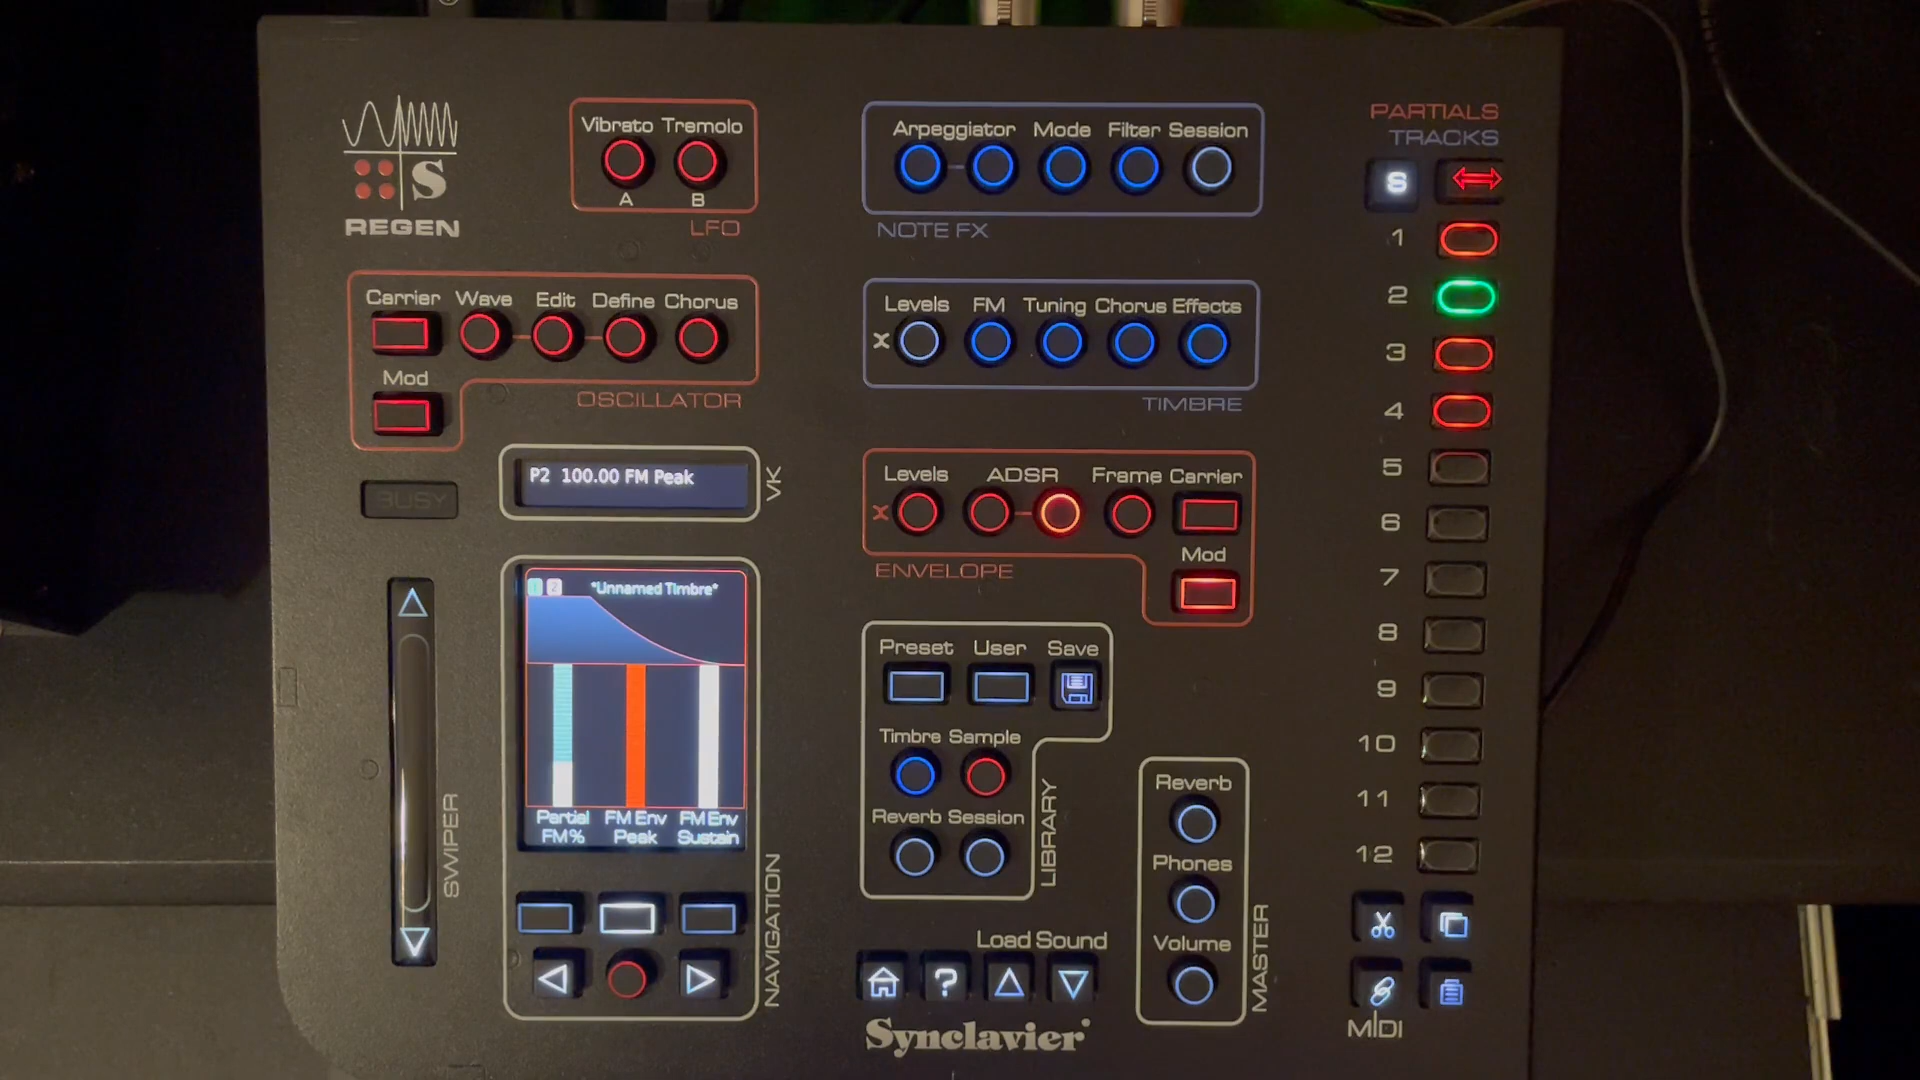 S
REGEN
Vibrato Tremolo
A B
LFO
Carrier Wave Edit Define Chorus
Mod
OSCILLATOR
BUSY
P2 100.00 FM Peak
VK
SWIPER
1 2 *Unnamed Timbre*
Partial FM Env FM Env
FM % Peak Sustain
NAVIGATION
Arpeggiator Mode Filter Session
NOTE FX
Levels FM Tuning Chorus Effects
X
TIMBRE
Levels ADSR Frame Carrier
X
Mod
ENVELOPE
Preset User Save
Timbre Sample
Reverb Session
LIBRARY
Reverb
Phones
Volume
MASTER
Load Sound
?
Synclavier
PARTIALS
TRACKS
S
1
2
3
4
5
6
7
8
9
10
11
12
MIDI